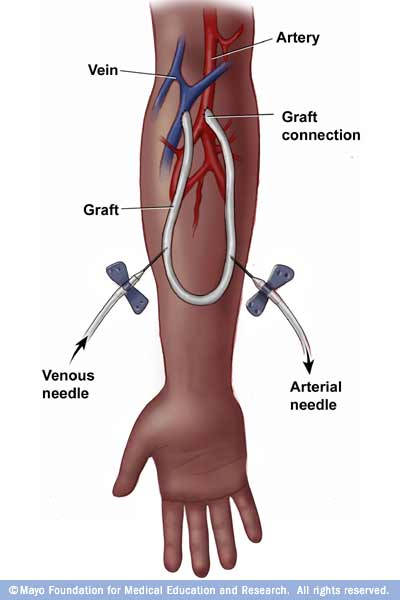 Artery
Vein
Graft
connection
Graft
Venous
needle
Arterial
needle
©Mayo Foundation for Medical Education and Research. All rights reserved.